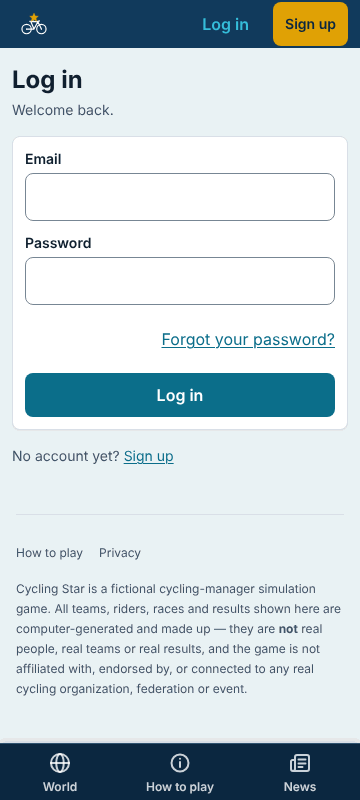 Log in
Sign up
Log in
Welcome back.
Email
Password
Forgot your password?
Log in
No account yet? Sign up
How to play Privacy
Cycling Star is a fictional cycling-manager simulation
game. All teams, riders, races and results shown here are
computer-generated and made up — they are not real
people, real teams or real results, and the game is not
affiliated with, endorsed by, or connected to any real
cycling organization, federation or event.
World
How to play
News